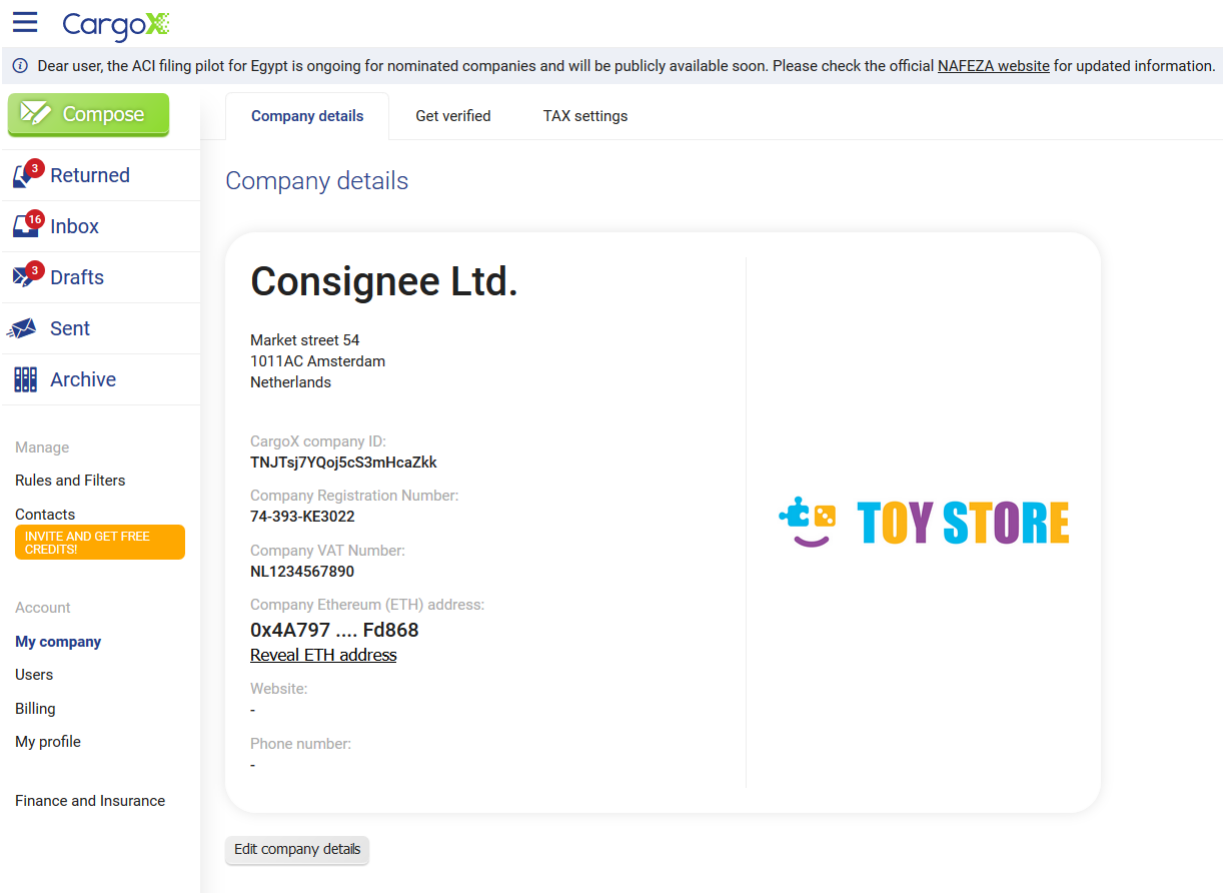 CargoX
Dear user, the ACI filing pilot for Egypt is ongoing for nominated companies and will be publicly available soon. Please check the official NAFEZA website for updated information.
Compose
Company details
Get verified
TAX settings
3
Returned
16
Inbox
3
Drafts
Sent
Archive
Manage
Rules and Filters
Contacts
INVITE AND GET FREE
CREDITS!
Account
My company
Users
Billing
My profile
Finance and Insurance
Company details
Consignee Ltd.
Market street 54
1011AC Amsterdam
Netherlands
CargoX company ID:
TNJTsj7YQoj5cS3mHcaZkk
Company Registration Number:
74-393-KE3022
Company VAT Number:
NL1234567890
Company Ethereum (ETH) address:
0x4A797 .... Fd868
Reveal ETH address
Website:
-
Phone number:
-
TOY STORE
Edit company details